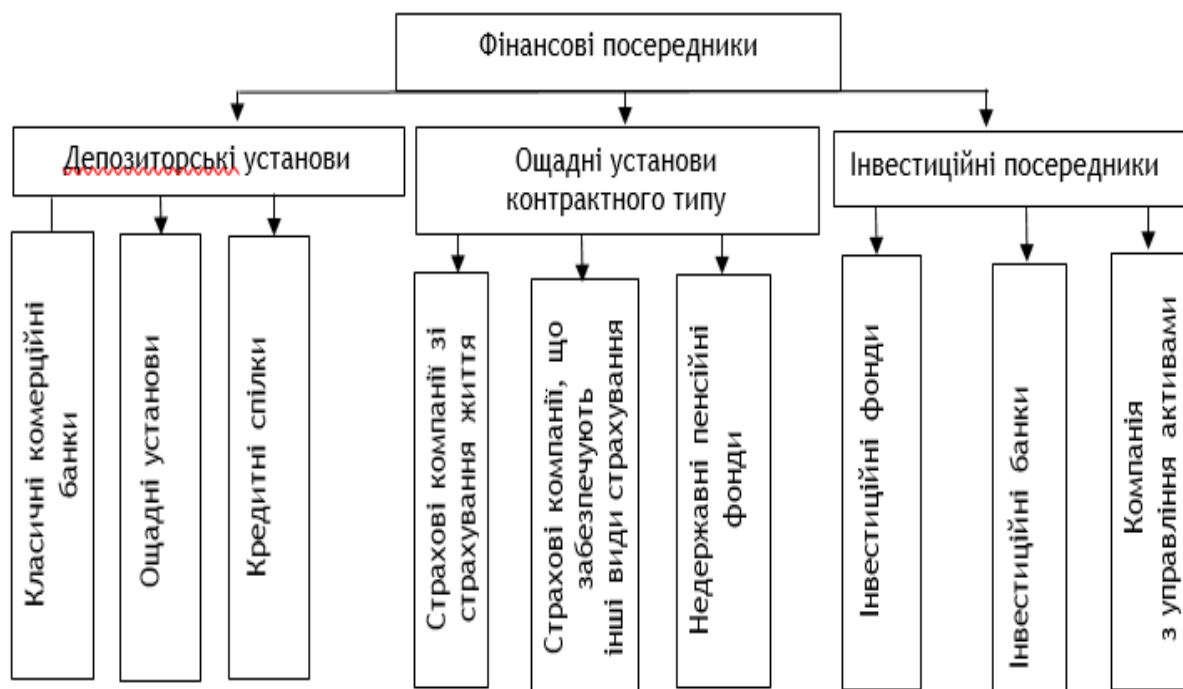 Фінансові посередники
Депозиторські установи
Ощадні установи
контрактного типу
Інвестиційні посередники
Класичні комерційні
банки
Ощадні установи
Кредитні спілки
Страхові компанії зі
страхування життя
Страхові компанії, що
забезпечують
інші види страхування
Недержавні пенсійні
фонди
Інвестиційні фонди
Інвестиційні банки
Компанія
з управління активами